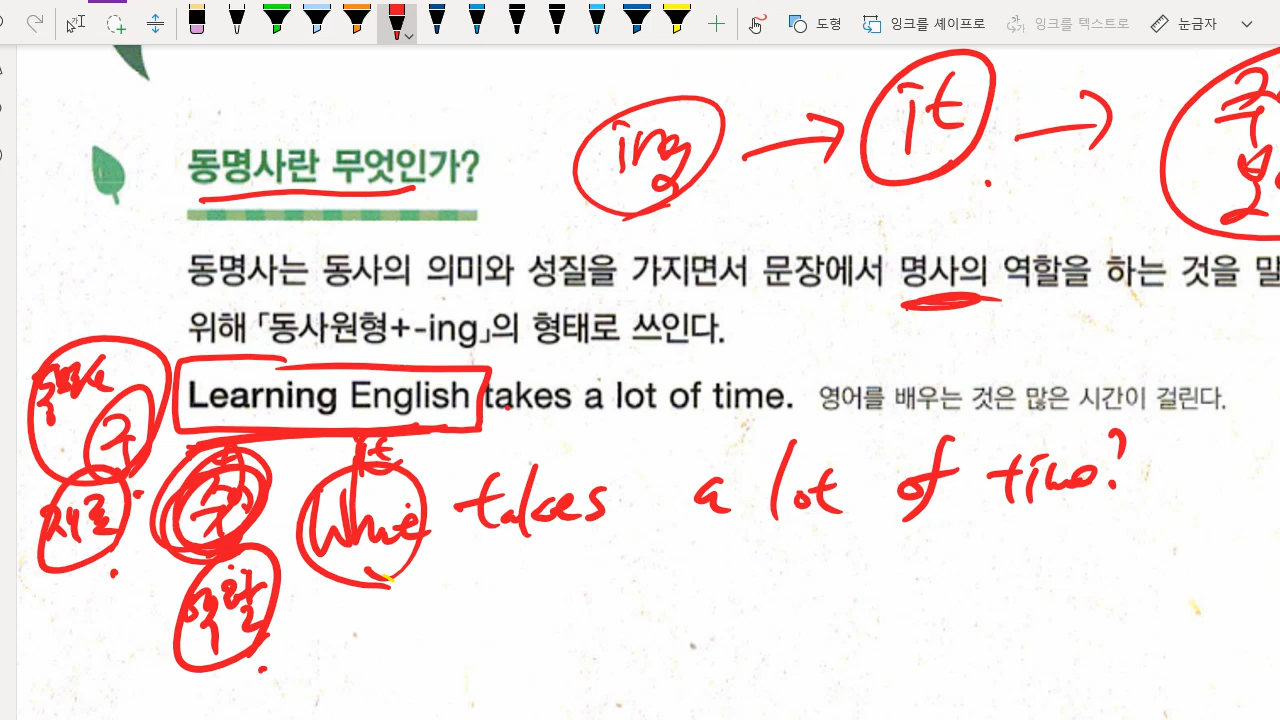 도형 잉크를 셰이프로 잉크를 텍스트로 눈금자
ing → it → 주
보
동명사란 무엇인가?
동명사는 동사의 의미와 성질을 가지면서 문장에서 명사의 역할을 하는 것을 말
위해 「동사원형+-ing」의 형태로 쓰인다.
Learning English takes a lot of time. 영어를 배우는 것은 많은 시간이 걸린다.
주
it
재료 What takes a lot of time?
역할